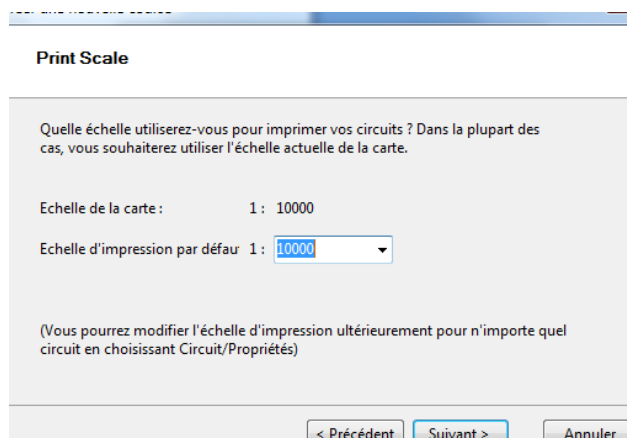 Print Scale
Quelle échelle utiliserez-vous pour imprimer vos circuits ? Dans la plupart des
cas, vous souhaiterez utiliser l'échelle actuelle de la carte.
Echelle de la carte : 1 : 10000
Echelle d'impression par défau 1 : 10000
(Vous pourrez modifier l'échelle d'impression ultérieurement pour n'importe quel
circuit en choisissant Circuit/Propriétés)
< Précédent Suivant > Annuler